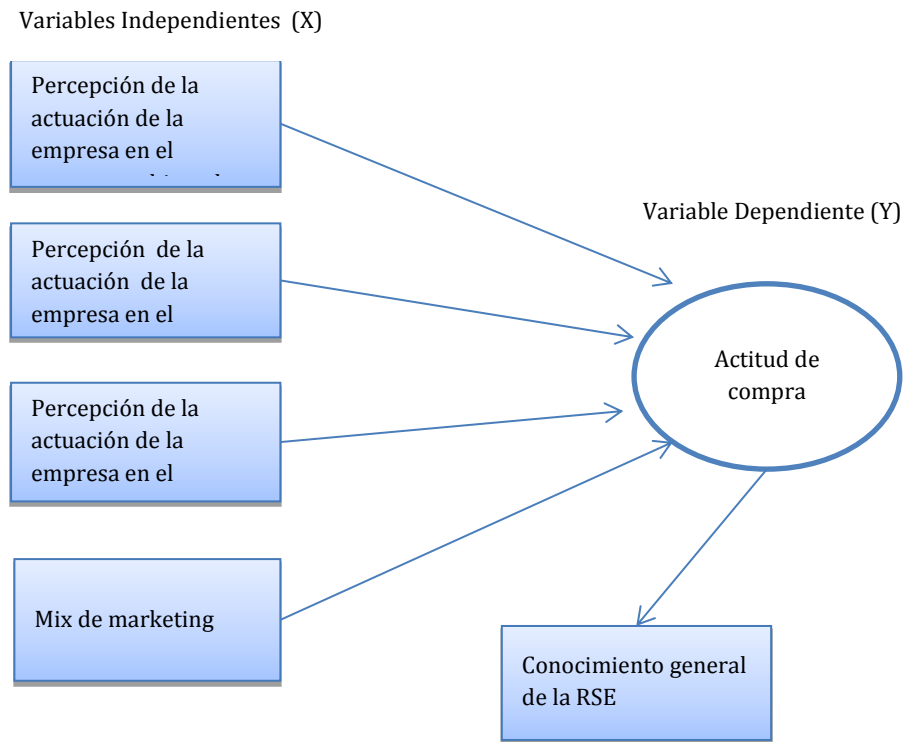 Variables Independientes (X)
Percepción de la
actuación de la
empresa en el
Variable Dependiente (Y)
Percepción de la
actuación de la
empresa en el
Actitud de
compra
Percepción de la
actuación de la
empresa en el
Mix de marketing
Conocimiento general
de la RSE